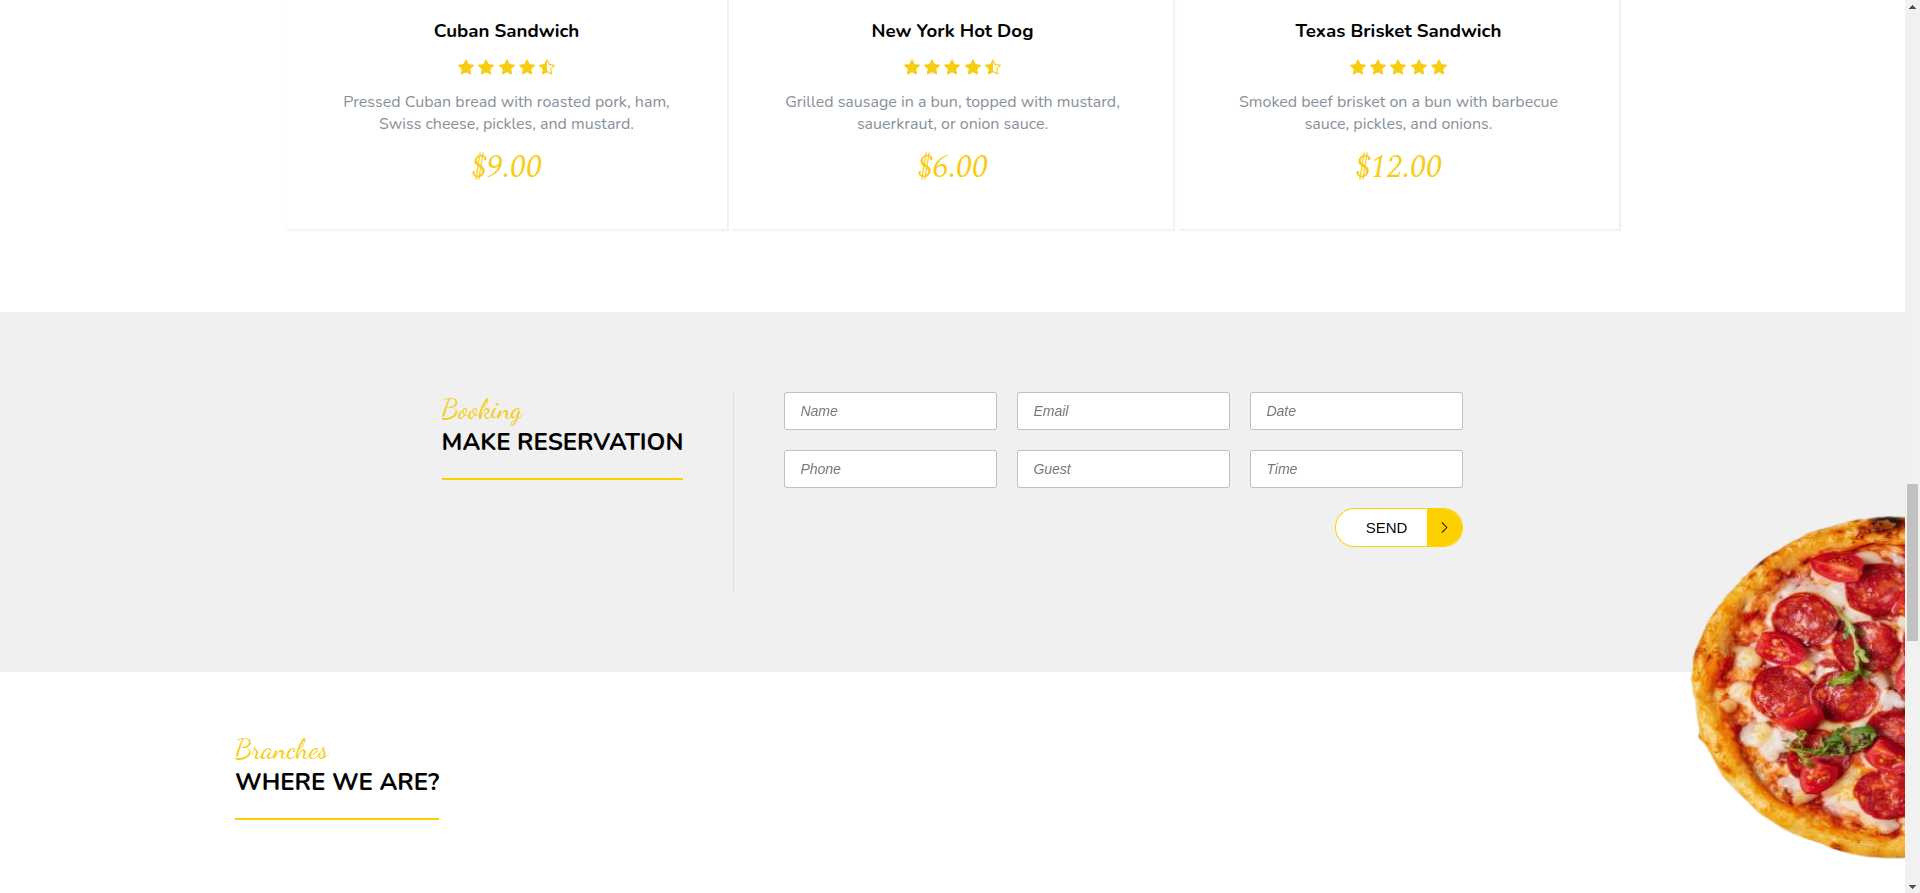 Cuban Sandwich
Pressed Cuban bread with roasted pork, ham,
Swiss cheese, pickles, and mustard.
$9.00
New York Hot Dog
Grilled sausage in a bun, topped with mustard,
sauerkraut, or onion sauce.
$6.00
Texas Brisket Sandwich
Smoked beef brisket on a bun with barbecue
sauce, pickles, and onions.
$12.00
Booking
MAKE RESERVATION
Name
Email
Date
Phone
Guest
Time
SEND
Branches
WHERE WE ARE?